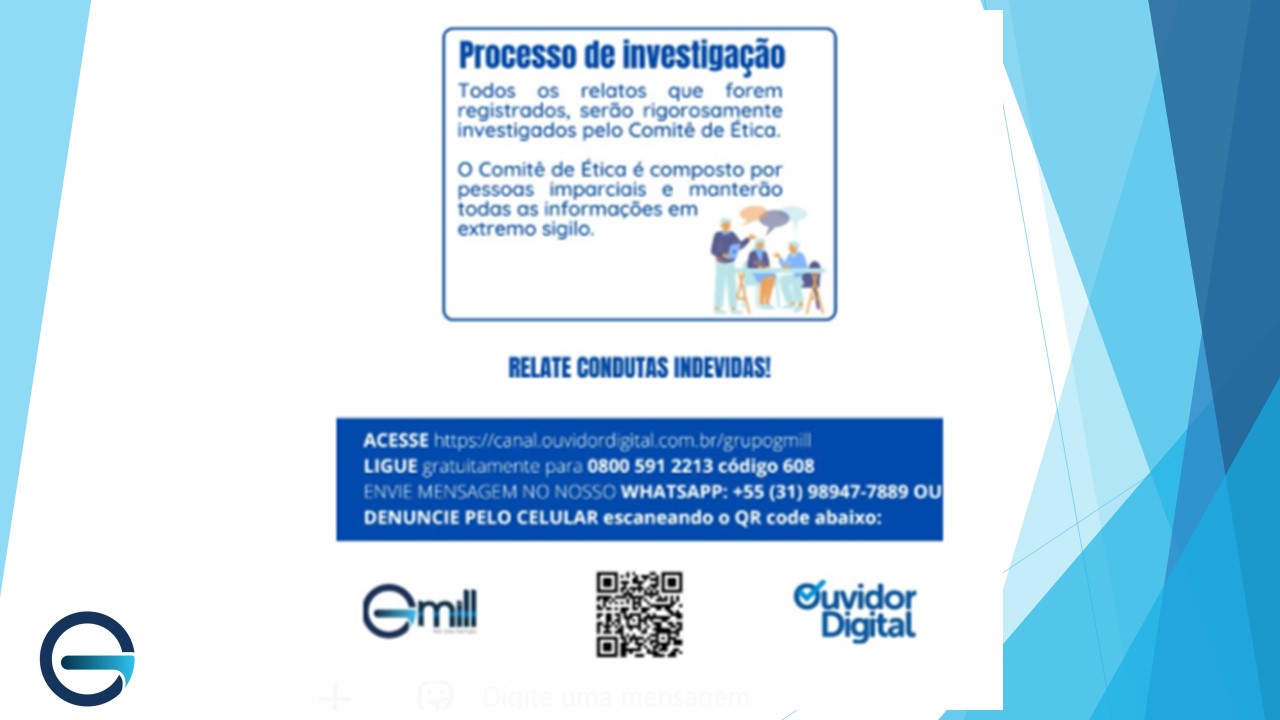 Processo de investigação
Todos os relatos que forem
registrados, serão rigorosamente
investigados pelo Comitê de Ética.
O Comitê de Ética é composto por
pessoas imparciais e manterão
todas as informações em
extremo sigilo.
RELATE CONDUTAS INDEVIDAS!
ACESSE https://canal.ouvidordigital.com.br/grupogmill
LIGUE gratuitamente para 0800 591 2213 código 608
ENVIE MENSAGEM NO NOSSO WHATSAPP: +55 (31) 98947-7889 OU
DENUNCIE PELO CELULAR escaneando o QR code abaixo:
Gmill
Ouvidor
Digital
Digite uma mensagem